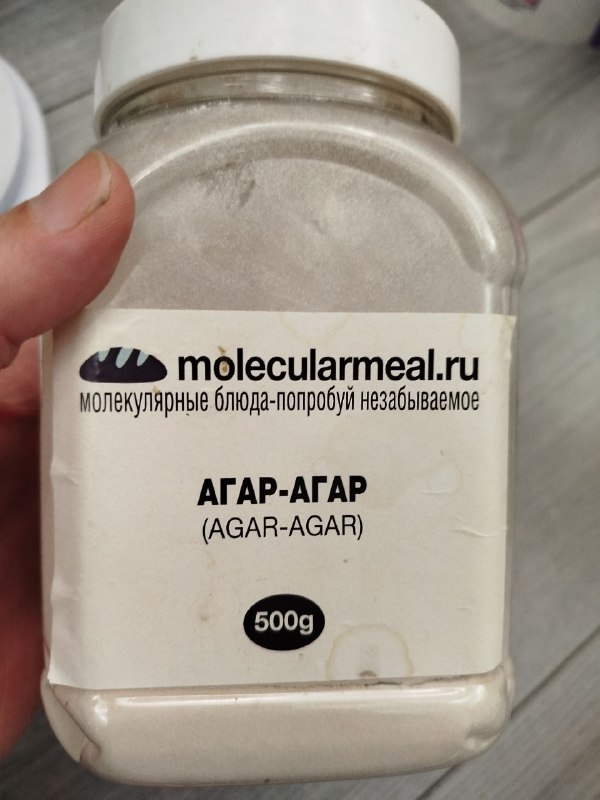 molecularmeal.ru
молекулярные блюда-попробуй незабываемое
АГАР-АГАР
(AGAR-AGAR)
500g